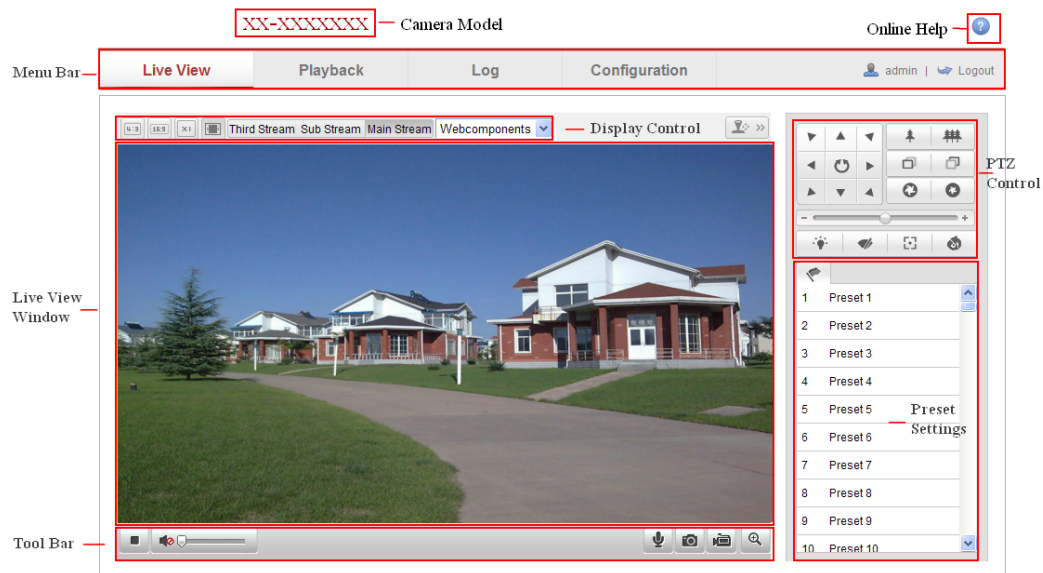 XX-XXXXXXX
Camera Model
Online Help
?
Menu Bar
Live View
Playback
Log
Configuration
admin | Logout
4:3 16:9 X1 Third Stream Sub Stream Main Stream Webcomponents
Display Control
PTZ
Control
Live View
Window
1 Preset 1
2 Preset 2
3 Preset 3
4 Preset 4
5 Preset 5
6 Preset 6
7 Preset 7
8 Preset 8
9 Preset 9
10 Preset 10
Preset
Settings
Tool Bar